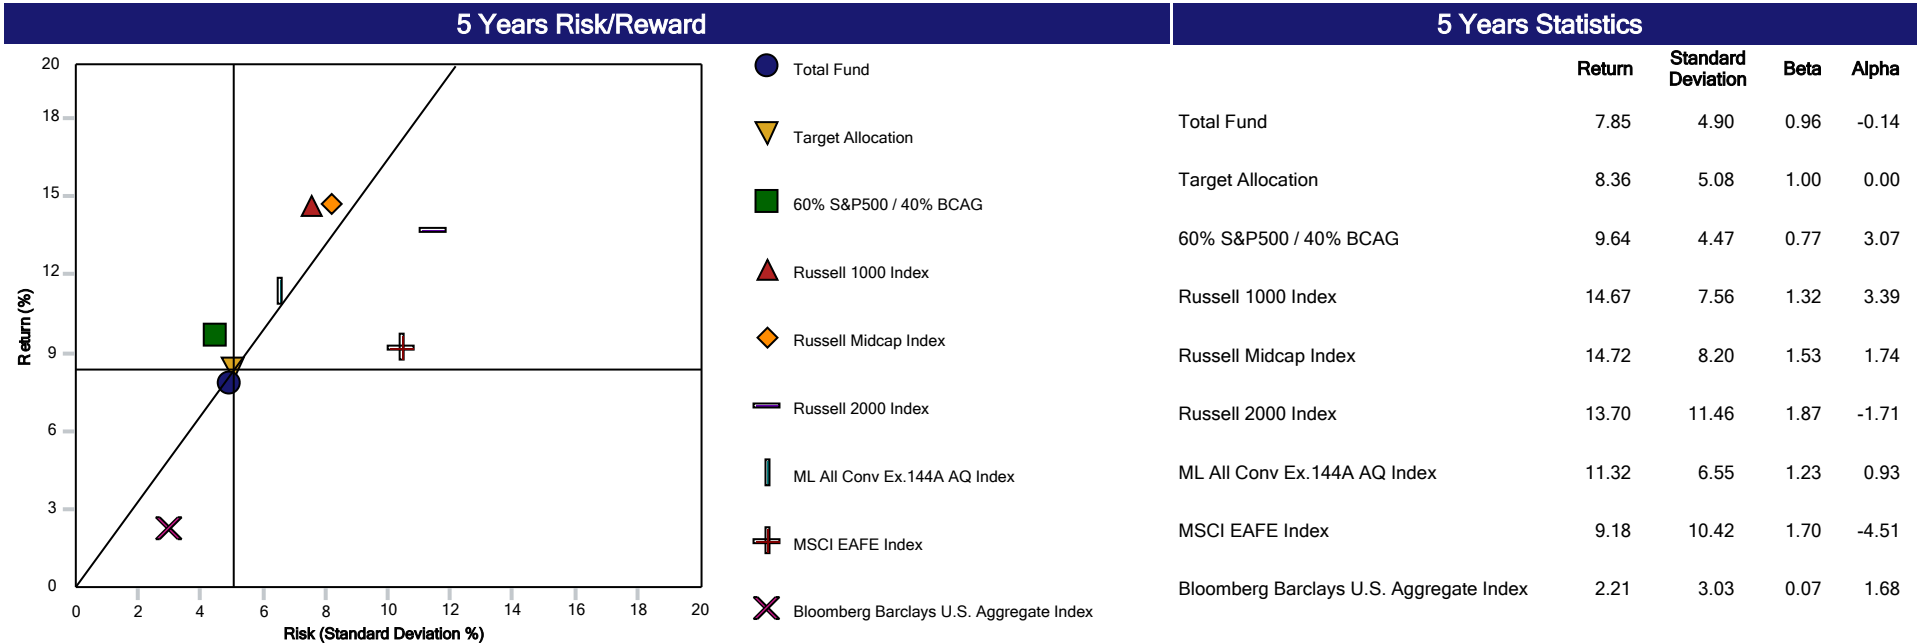 5 Years Risk/Reward
20
18
15
12
9
6
3
0
Return (%)
0 2 4 6 8 10 12 14 16 18 20
Risk (Standard Deviation %)
Total Fund
Target Allocation
60% S&P500 / 40% BCAG
Russell 1000 Index
Russell Midcap Index
Russell 2000 Index
ML All Conv Ex.144A AQ Index
MSCI EAFE Index
Bloomberg Barclays U.S. Aggregate Index
5 Years Statistics
Return Standard Deviation Beta Alpha
Total Fund 7.85 4.90 0.96 -0.14
Target Allocation 8.36 5.08 1.00 0.00
60% S&P500 / 40% BCAG 9.64 4.47 0.77 3.07
Russell 1000 Index 14.67 7.56 1.32 3.39
Russell Midcap Index 14.72 8.20 1.53 1.74
Russell 2000 Index 13.70 11.46 1.87 -1.71
ML All Conv Ex.144A AQ Index 11.32 6.55 1.23 0.93
MSCI EAFE Index 9.18 10.42 1.70 -4.51
Bloomberg Barclays U.S. Aggregate Index 2.21 3.03 0.07 1.68